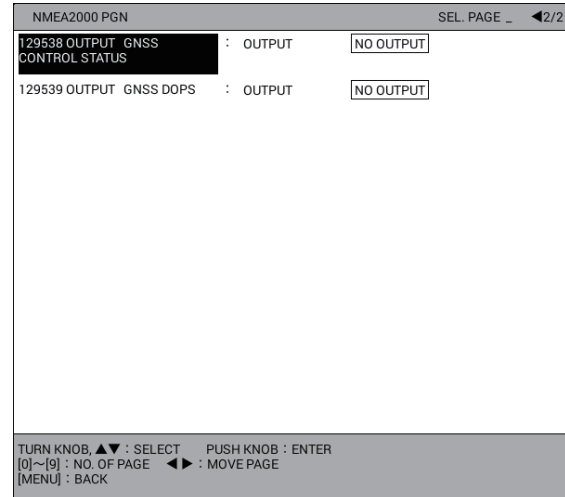 NMEA2000 PGN SEL. PAGE _ ◀2/2
129538 OUTPUT GNSS : OUTPUT NO OUTPUT
CONTROL STATUS
129539 OUTPUT GNSS DOPS : OUTPUT NO OUTPUT
TURN KNOB, ▲▼ : SELECT PUSH KNOB : ENTER
[0]～[9] : NO. OF PAGE ◀ ▶ : MOVE PAGE
[MENU] : BACK